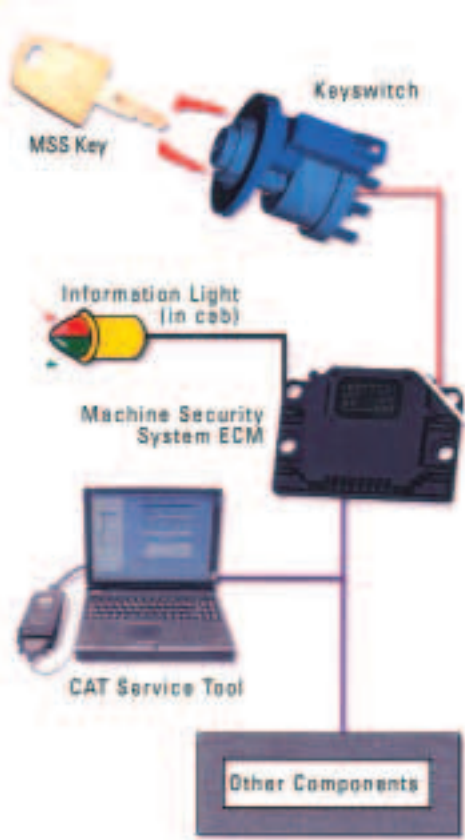 Keyswitch
MSS Key
Information Light
(in cab)
Machine Security
System ECM
CAT Service Tool
Other Components